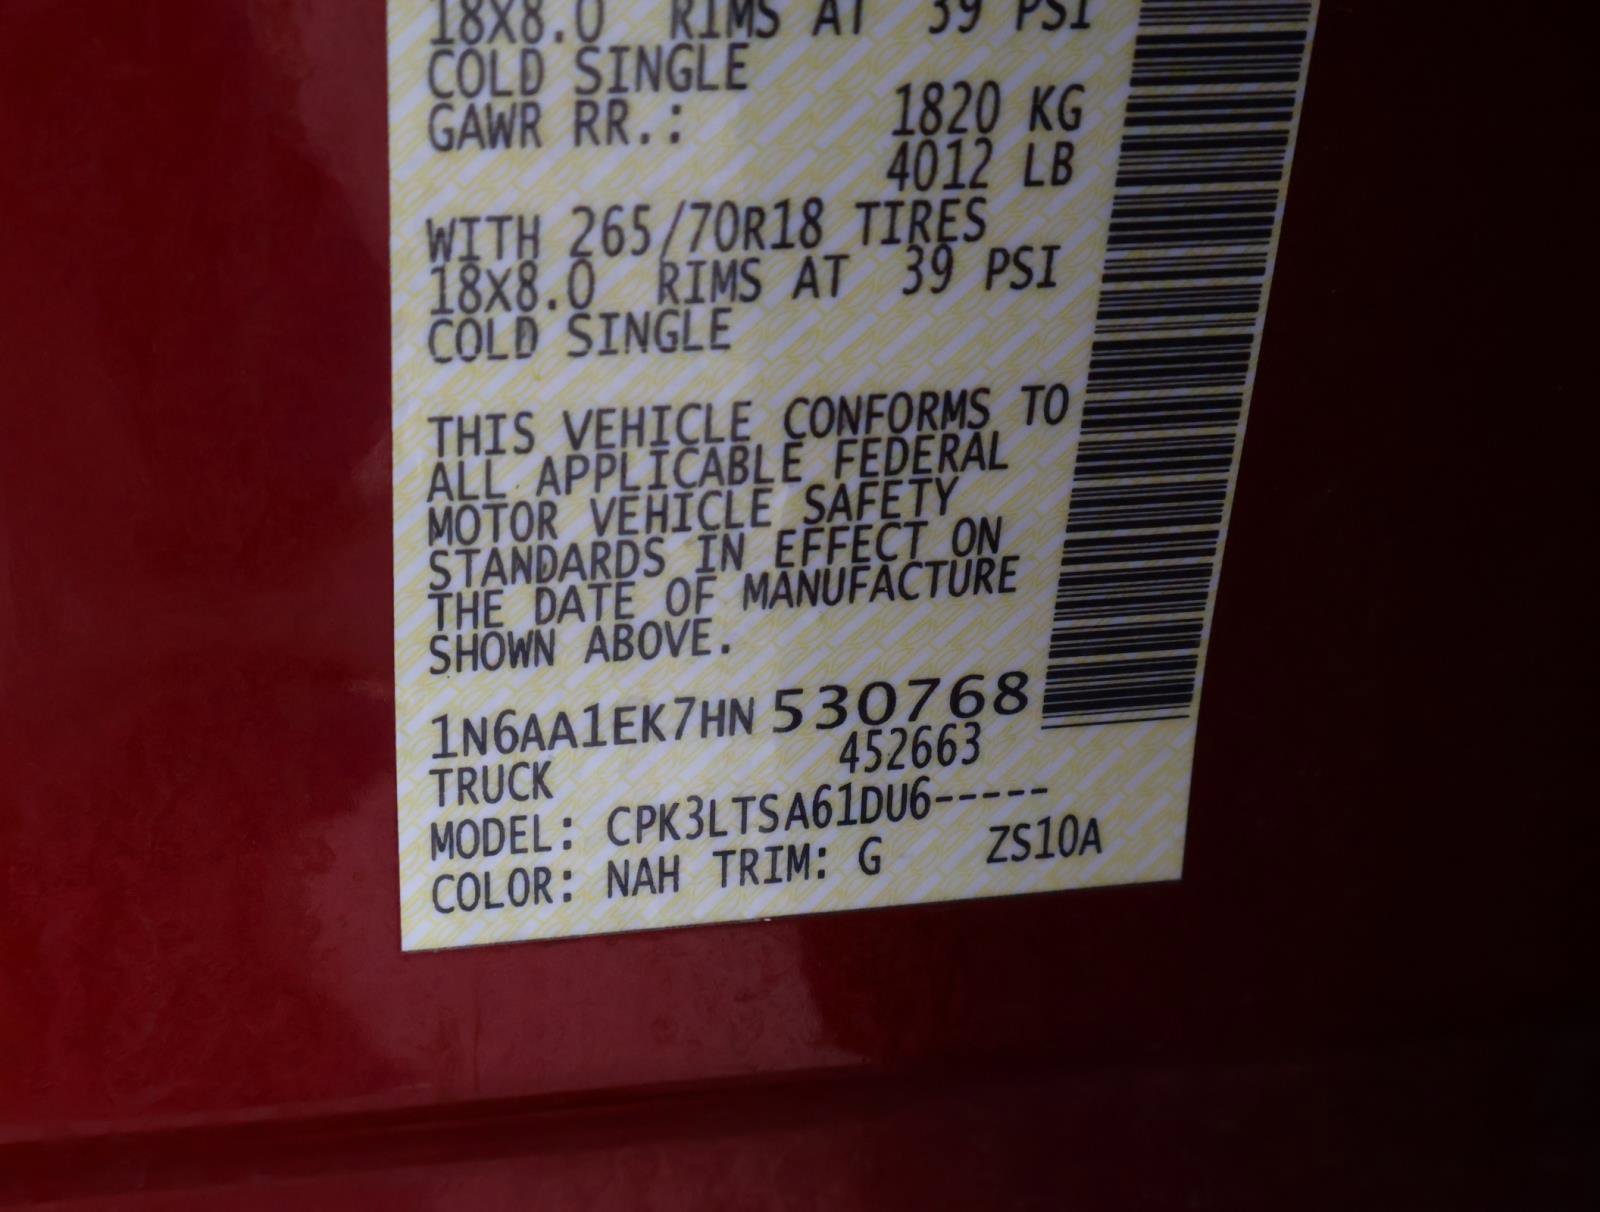 18X8.0 RIMS AT 39 PSI
COLD SINGLE
GAWR RR.: 1820 KG
4012 LB
WITH 265/70R18 TIRES
18X8.0 RIMS AT 39 PSI
COLD SINGLE
THIS VEHICLE CONFORMS TO
ALL APPLICABLE FEDERAL
MOTOR VEHICLE SAFETY
STANDARDS IN EFFECT ON
THE DATE OF MANUFACTURE
SHOWN ABOVE.
1N6AA1EK7HN530768
TRUCK 452663
MODEL: CPK3LTSA61DU6-----
COLOR: NAH TRIM: G ZS10A